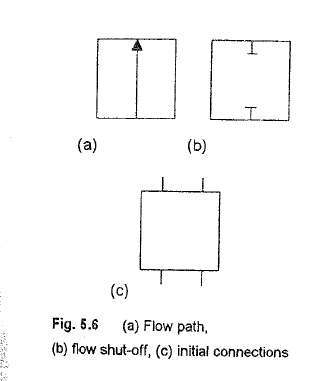 (a)
(b)
(c)
Fig. 5.6 (a) Flow path,
(b) flow shut-off, (c) initial connections